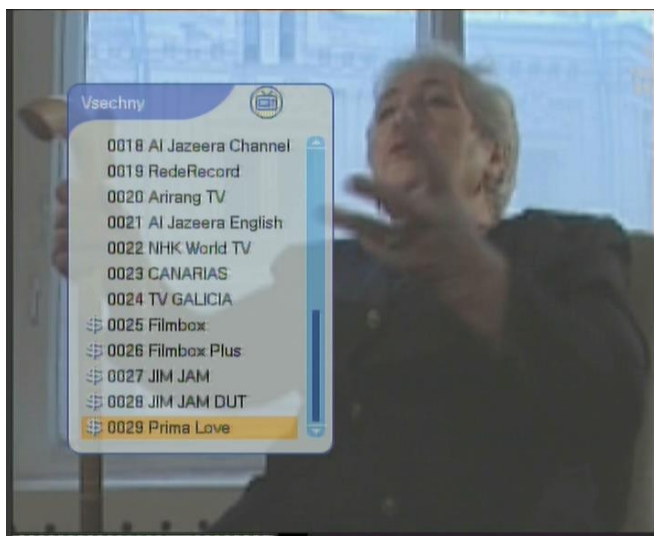 Vsechny
0018 Al Jazeera Channel
0019 RedeRecord
0020 Arirang TV
0021 Al Jazeera English
0022 NHK World TV
0023 CANARIAS
0024 TV GALICIA
$ 0025 Filmbox
$ 0026 Filmbox Plus
$ 0027 JIM JAM
$ 0028 JIM JAM DUT
$ 0029 Prima Love